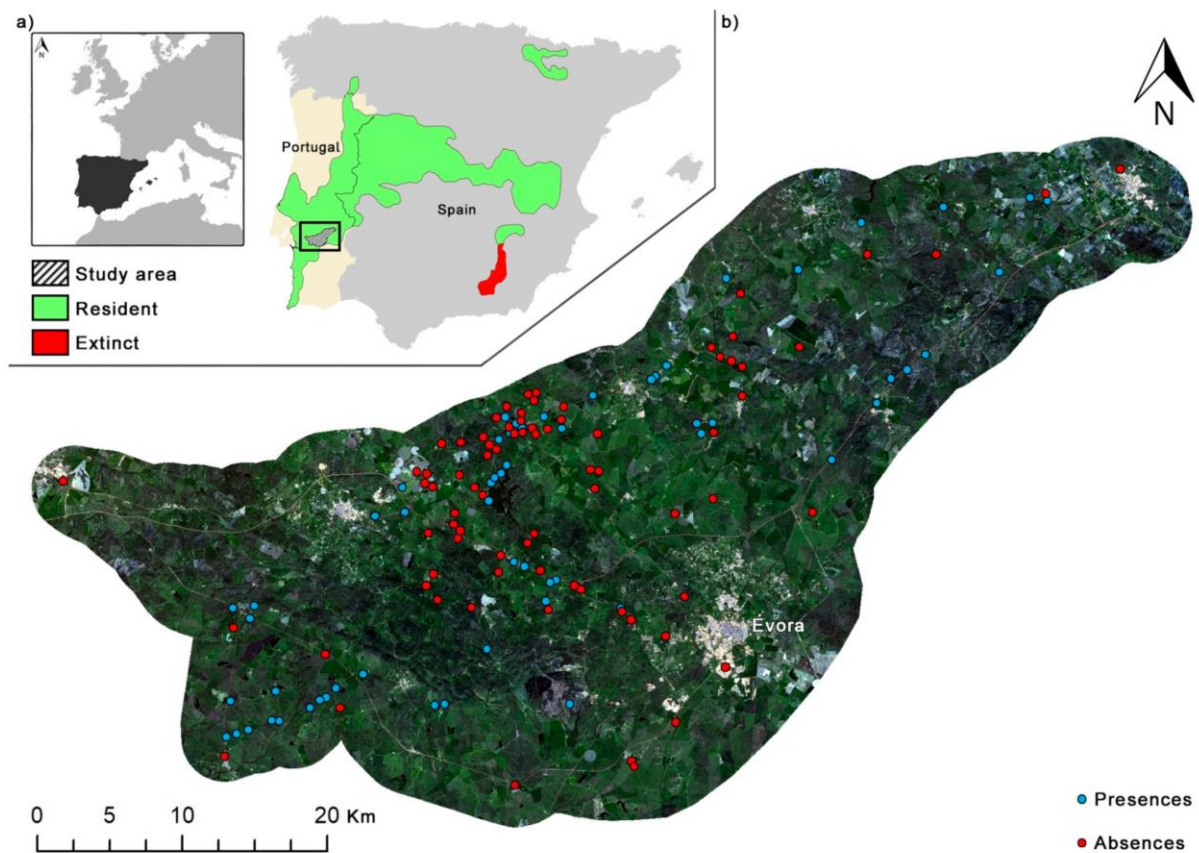 a)
b)
N
N
Portugal
Spain
Study area
Resident
Extinct
Évora
Presences
Absences
0 5 10 20 Km